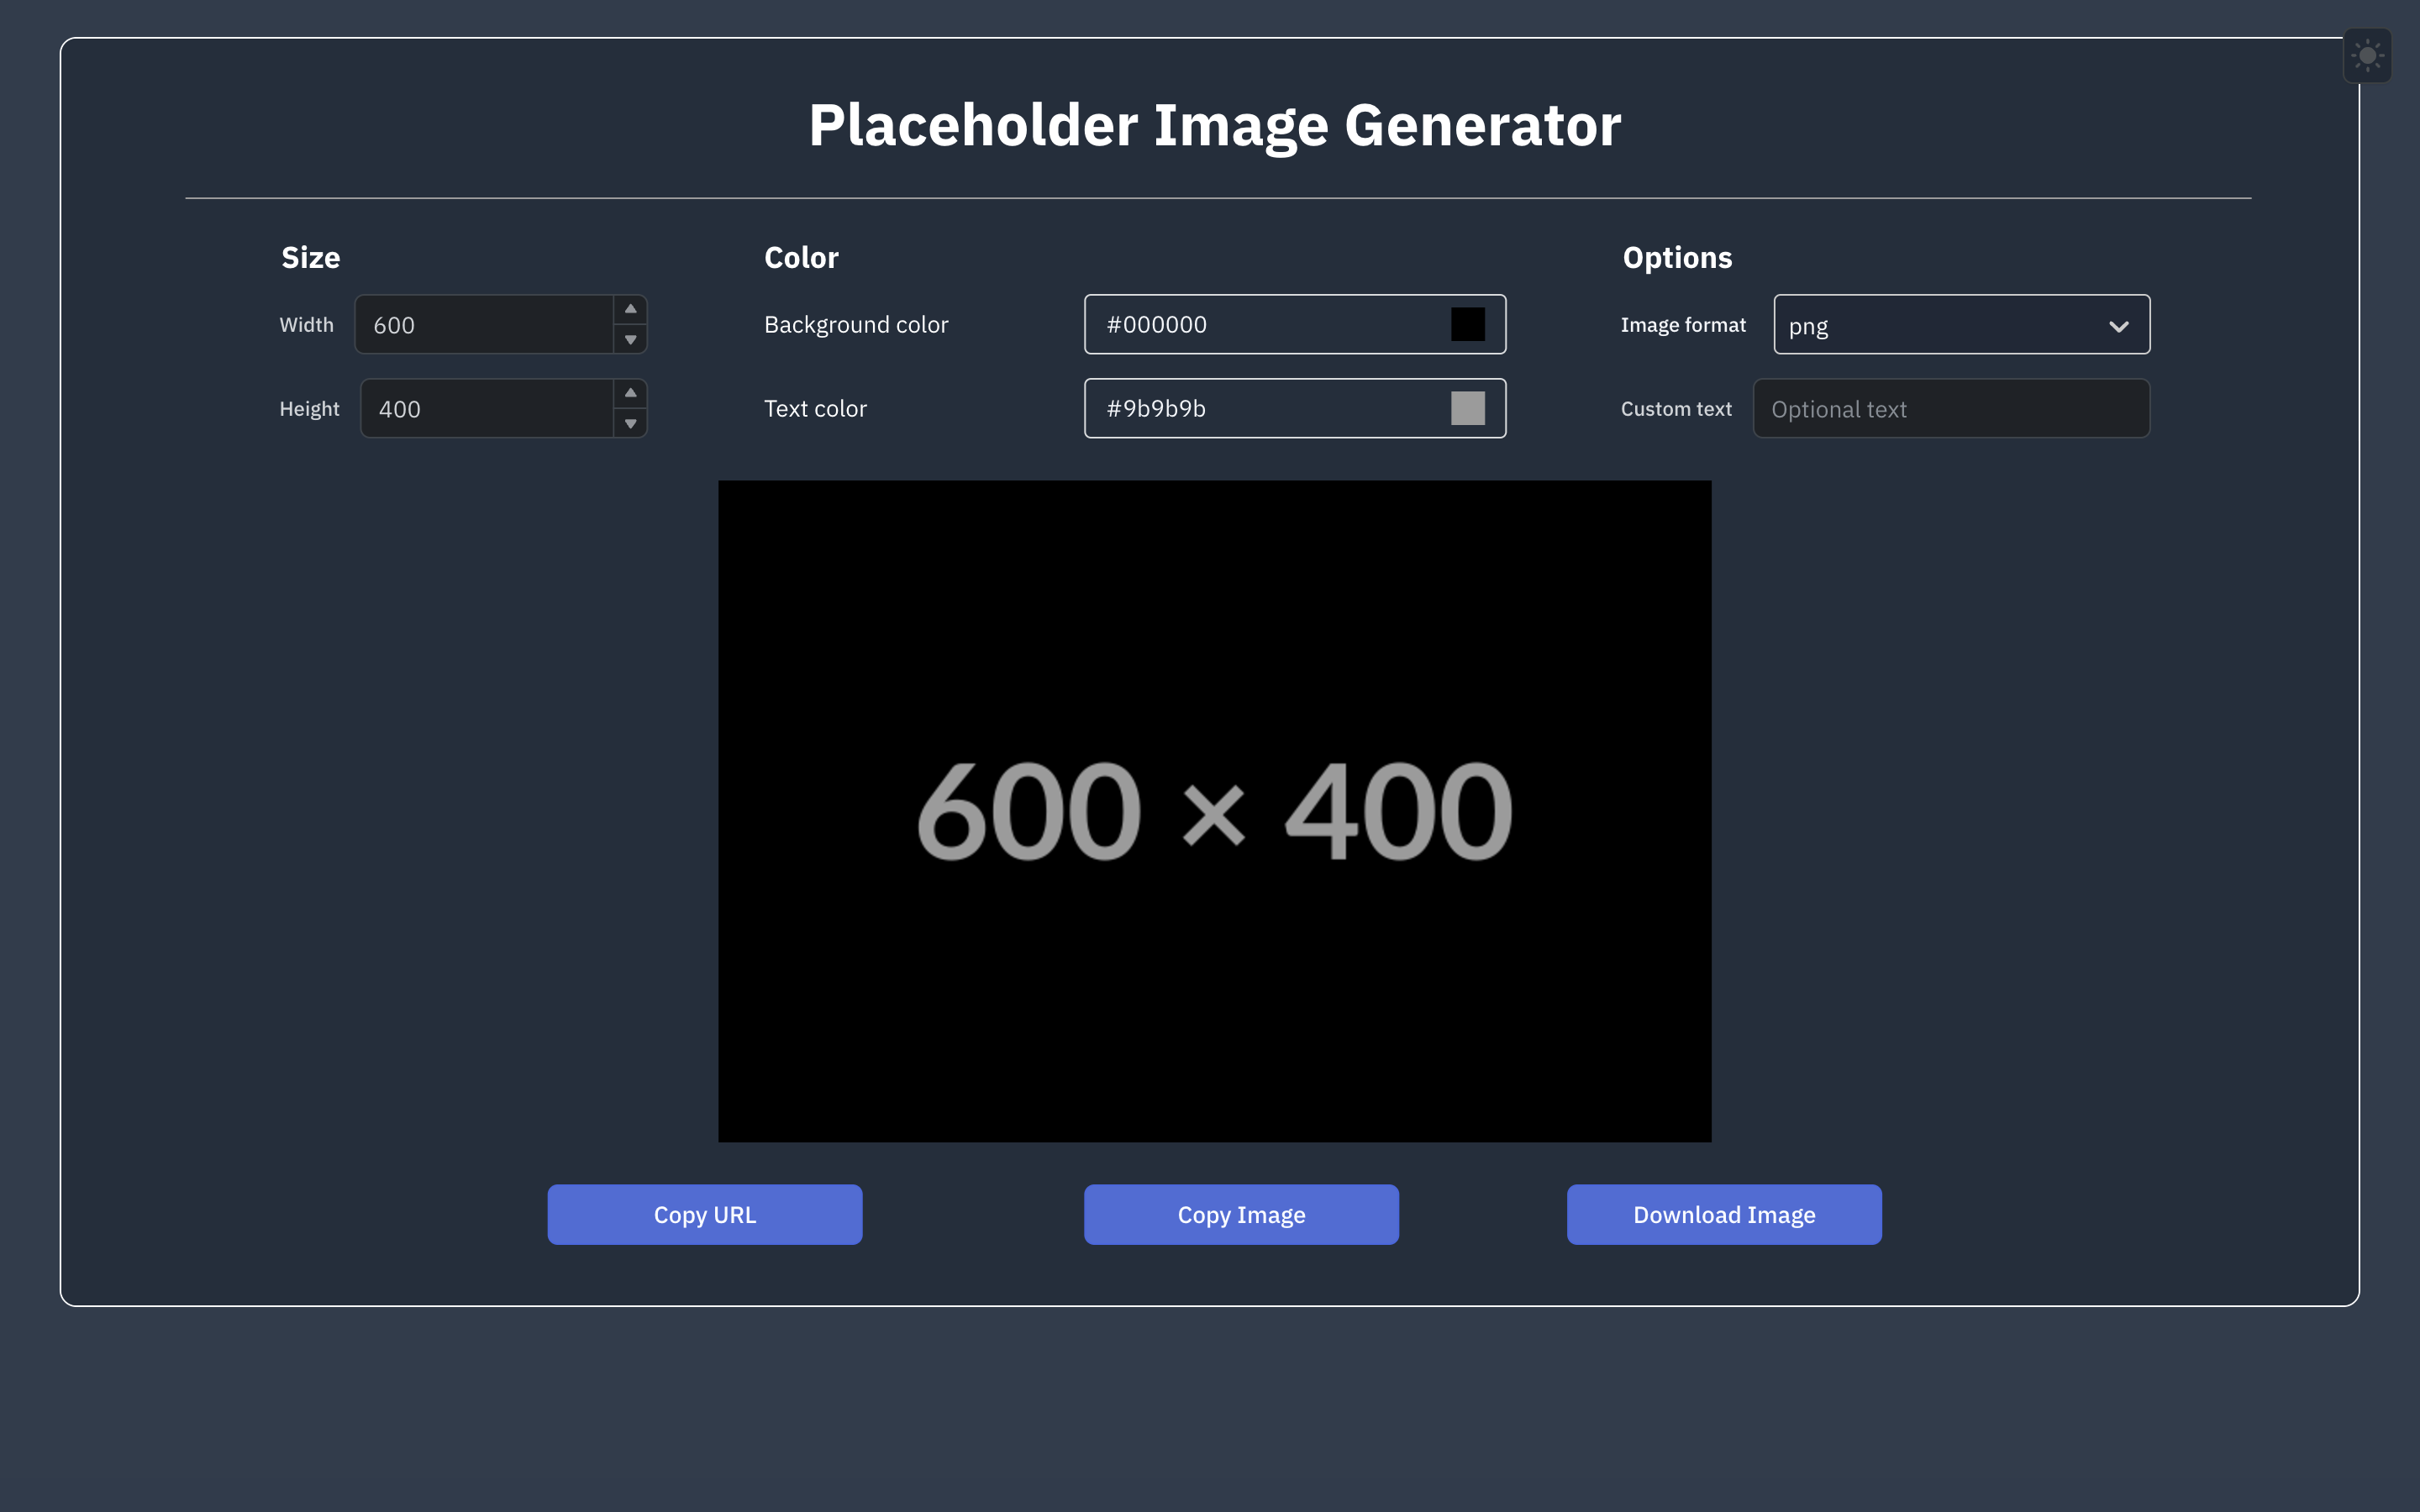 Placeholder Image Generator
Size
Color
Options
Width
600
Background color
#000000
Image format
png
Height
400
Text color
#9b9b9b
Custom text
Optional text
600 × 400
Copy URL
Copy Image
Download Image